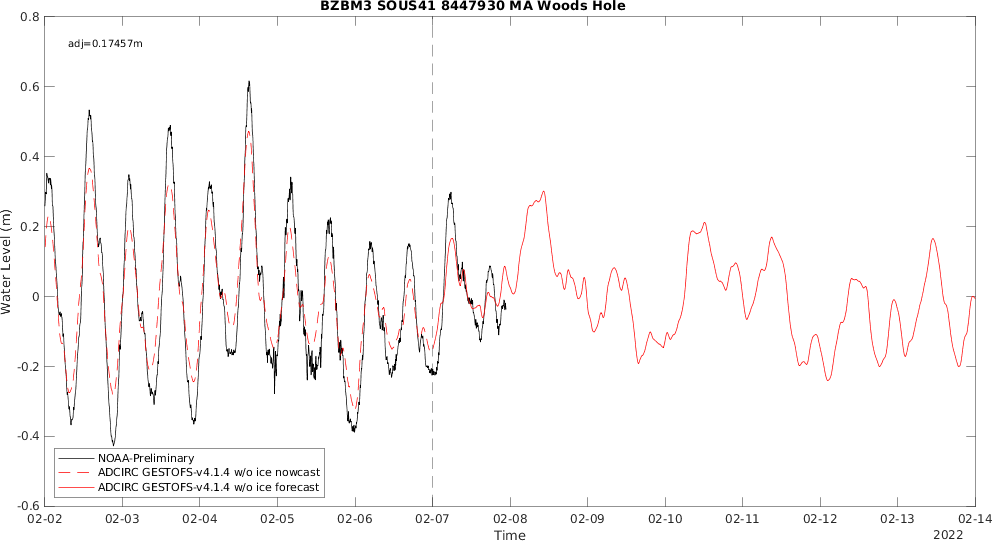 BZBM3 SOUS41 8447930 MA Woods Hole
adj=0.17457m
0.8
0.6
0.4
0.2
0
-0.2
-0.4
-0.6
Water Level (m)
NOAA-Preliminary
ADCIRC GESTOFS-v4.1.4 w/o ice nowcast
ADCIRC GESTOFS-v4.1.4 w/o ice forecast
02-02 02-03 02-04 02-05 02-06 02-07 02-08 02-09 02-10 02-11 02-12 02-13 02-14
Time
2022